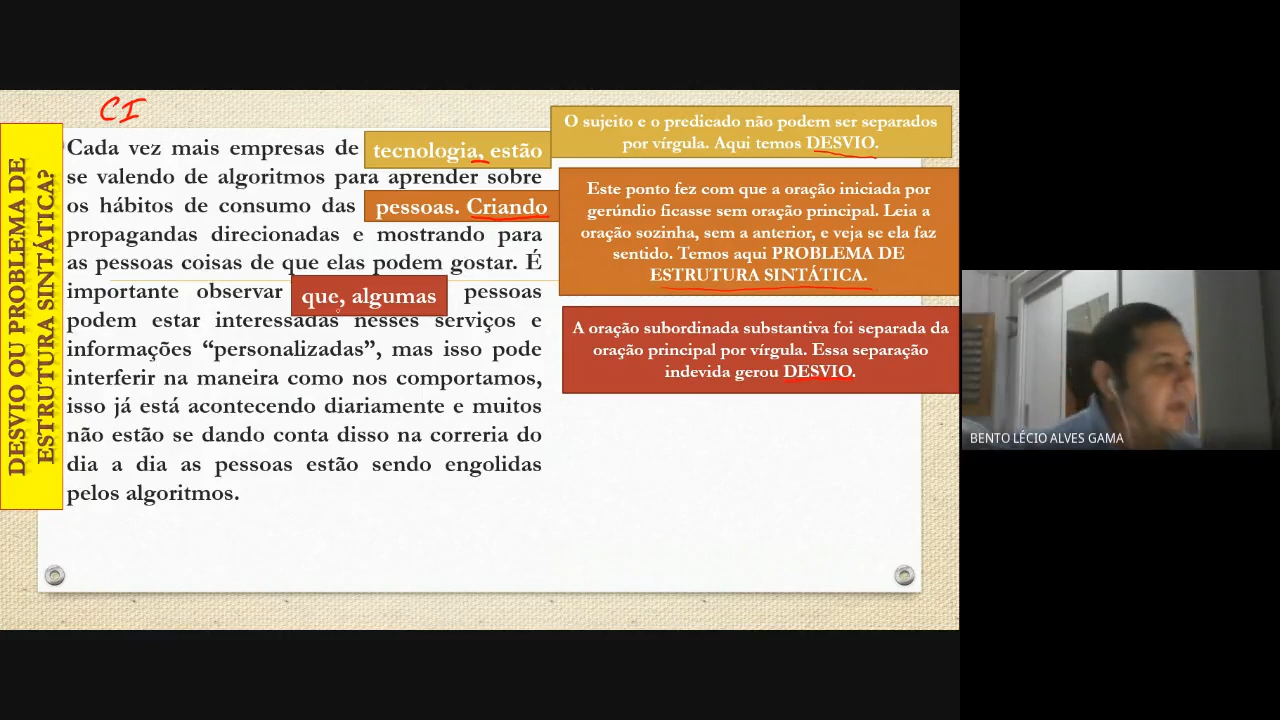 CI
DESVIO OU PROBLEMA DE
ESTRUTURA SINTÁTICA?
Cada vez mais empresas de tecnologia, estão
se valendo de algoritmos para aprender sobre
os hábitos de consumo das pessoas. Criando
propagandas direcionadas e mostrando para
as pessoas coisas de que elas podem gostar. É
importante observar que, algumas pessoas
podem estar interessadas nesses serviços e
informações “personalizadas”, mas isso pode
interferir na maneira como nos comportamos,
isso já está acontecendo diariamente e muitos
não estão se dando conta disso na correria do
dia a dia as pessoas estão sendo engolidas
pelos algoritmos.
O sujeito e o predicado não podem ser separados
por vírgula. Aqui temos DESVIO.
Este ponto fez com que a oração iniciada por
gerúndio ficasse sem oração principal. Leia a
oração sozinha, sem a anterior, e veja se ela faz
sentido. Temos aqui PROBLEMA DE
ESTRUTURA SINTÁTICA.
A oração subordinada substantiva foi separada da
oração principal por vírgula. Essa separação
indevida gerou DESVIO.
BENTO LÉCIO ALVES GAMA